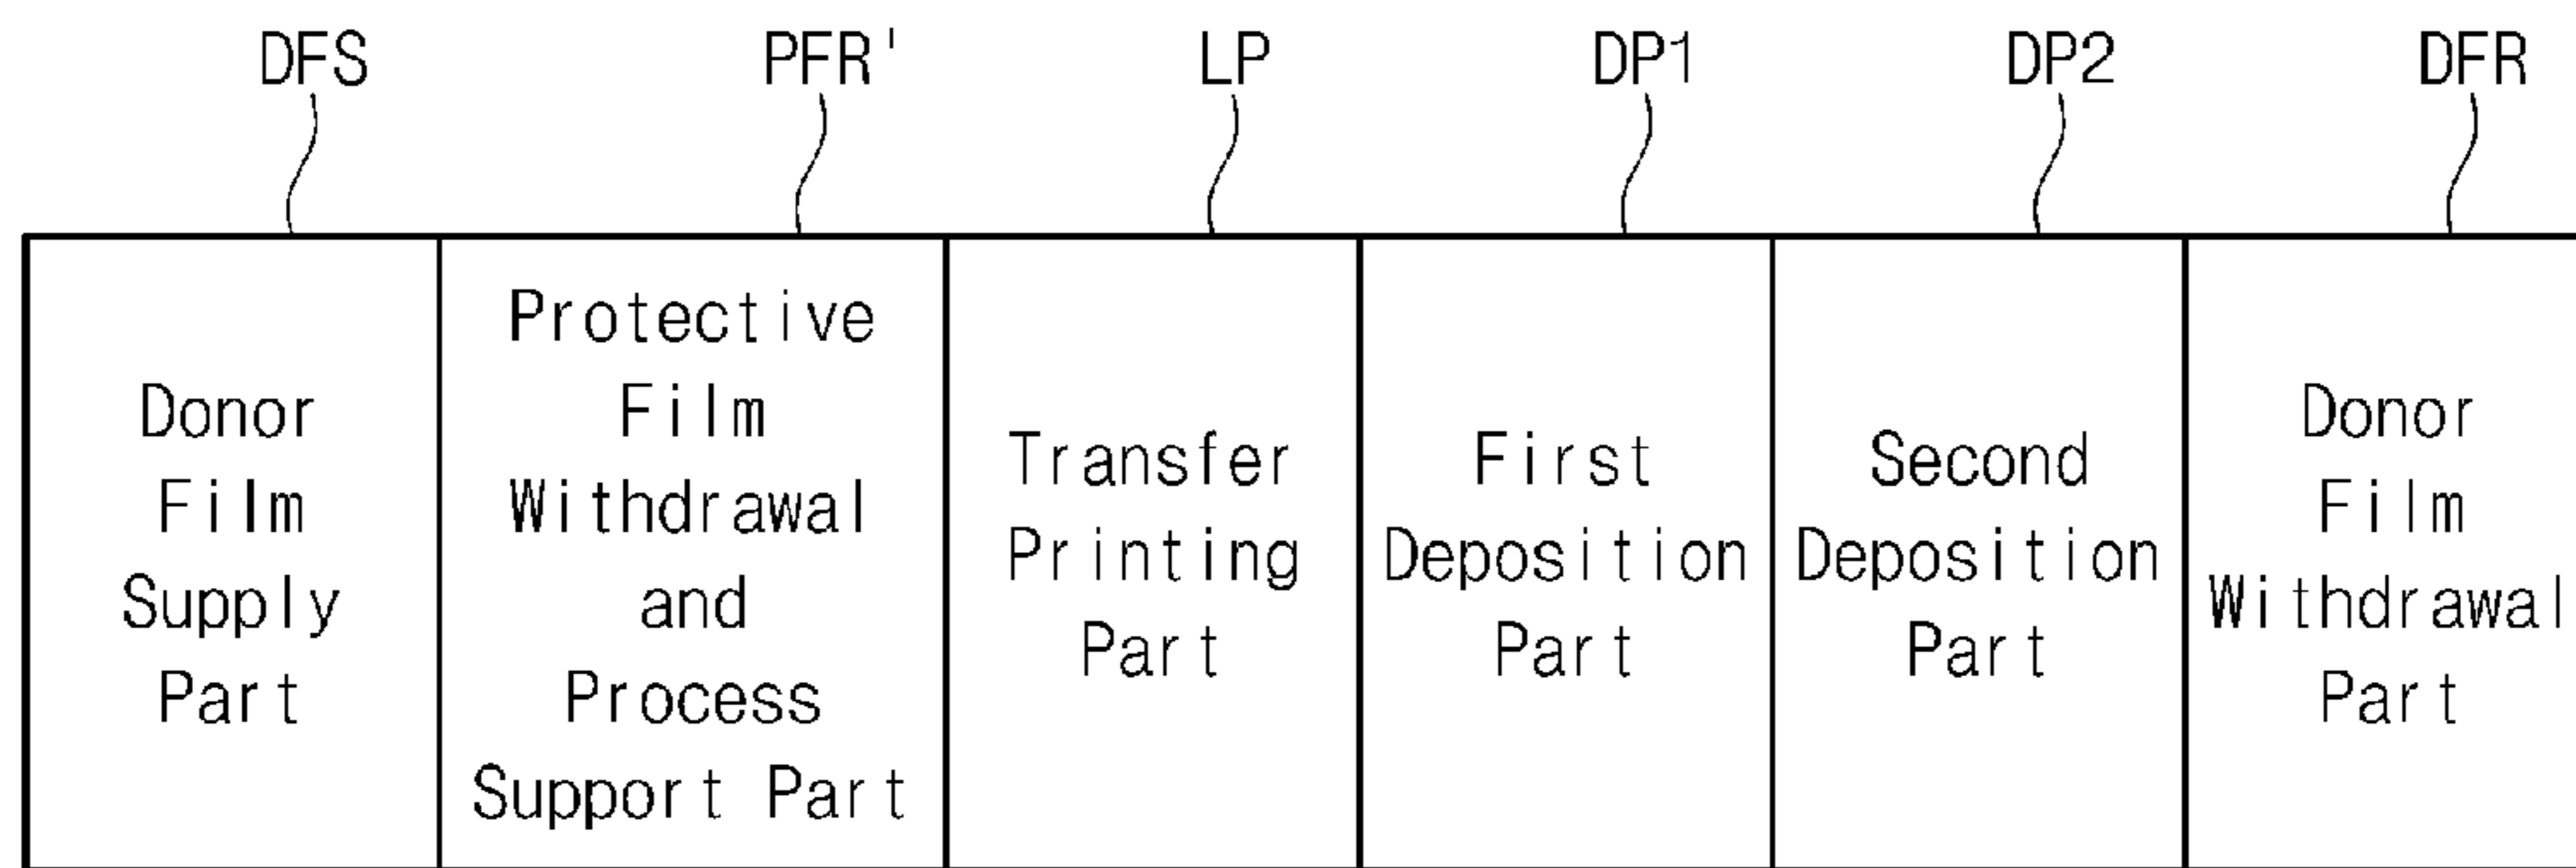 DFS PFR' LP DP1 DP2 DFR
Donor
Film
Supply
Part
Protective
Film
Withdrawal
and
Process
Support Part
Transfer
Printing
Part
First
Deposition
Part
Second
Deposition
Part
Donor
Film
Withdrawal
Part